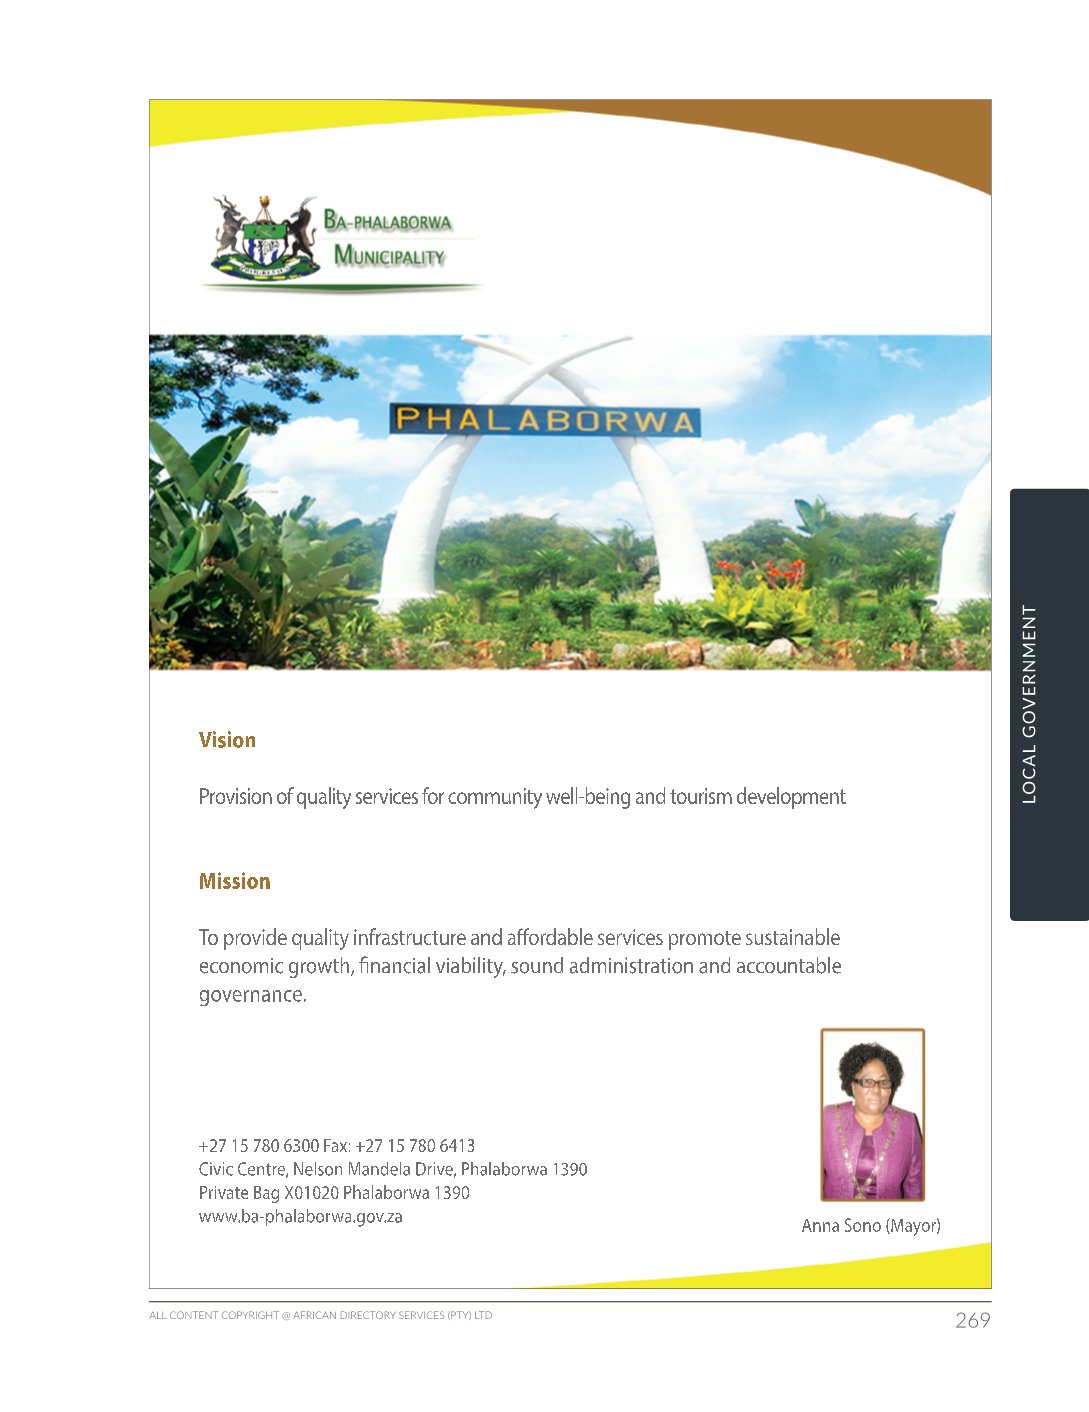 BA-PHALABORWA
MUNICIPALITY
PHALABORWA
LOCAL GOVERNMENT
Vision
Provision of quality services for community well-being and tourism development
Mission
To provide quality infrastructure and affordable services promote sustainable
economic growth, financial viability, sound administration and accountable
governance.
+27 15 780 6300 Fax: +27 15 780 6413
Civic Centre, Nelson Mandela Drive, Phalaborwa 1390
Private Bag X01020 Phalaborwa 1390
www.ba-phalaborwa.gov.za
Anna Sono (Mayor)
ALL CONTENT COPYRIGHT @ AFRICAN DIRECTORY SERVICES (PTY) LTD
269